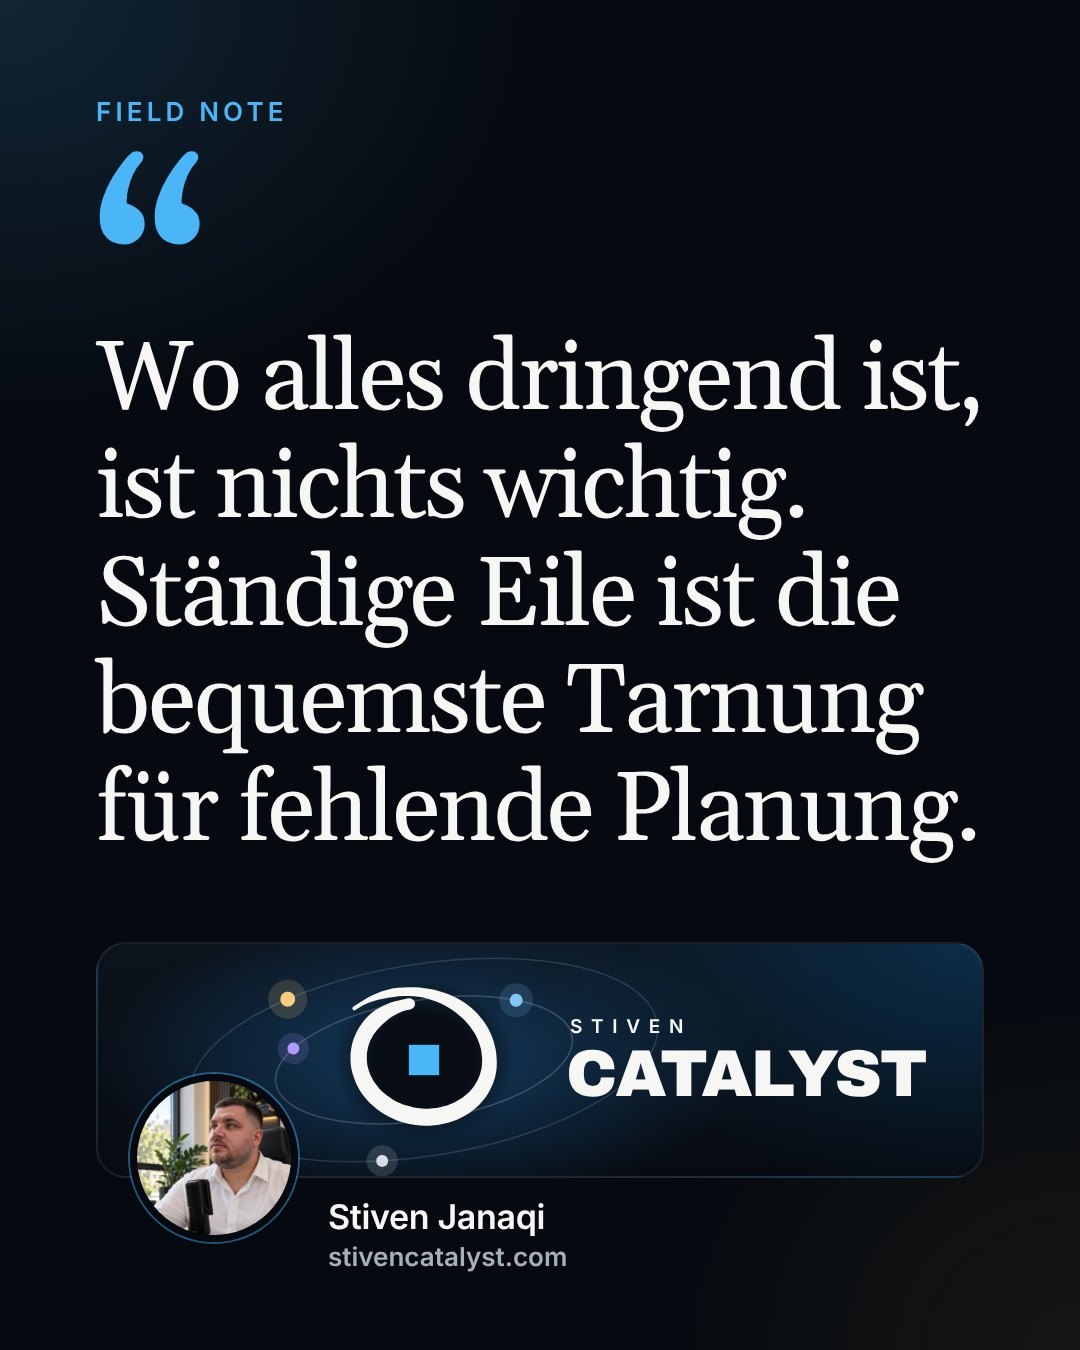 FIELD NOTE
“
Wo alles dringend ist,
ist nichts wichtig.
Ständige Eile ist die
bequemste Tarnung
für fehlende Planung.
STIVEN
CATALYST
Stiven Janaqi
stivencatalyst.com